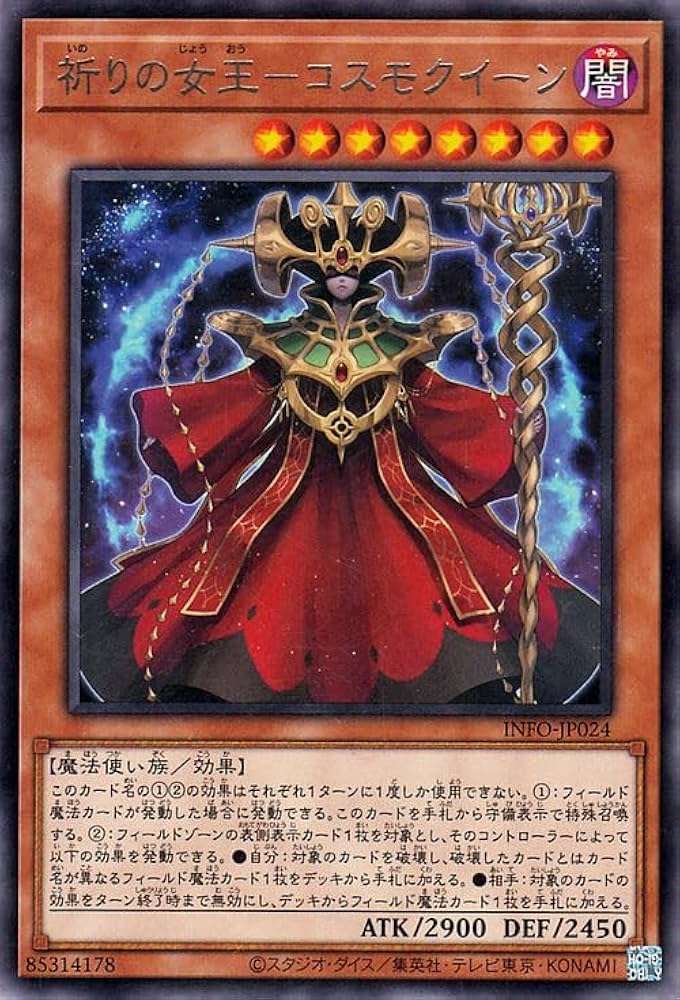 祈りの女王-コスモクイーン
闇
INFO-JP024
【魔法使い族/効果】
このカード名の①②の効果はそれぞれ1ターンに1度しか使用できない。①:フィールド
魔法カードが発動した場合に発動できる。このカードを手札から守備表示で特殊召喚
する。②:フィールドゾーンの表側表示カード1枚を対象とし、そのコントローラーによって
以下の効果を発動できる。●自分:対象のカードを破壊し、破壊したカードとはカード
名が異なるフィールド魔法カード1枚をデッキから手札に加える。●相手:対象のカードの
効果をターン終了時まで無効にし、デッキからフィールド魔法カード1枚を手札に加える。
ATK/2900 DEF/2450
85314178 ©スタジオ・ダイス/集英社・テレビ東京・KONAMI